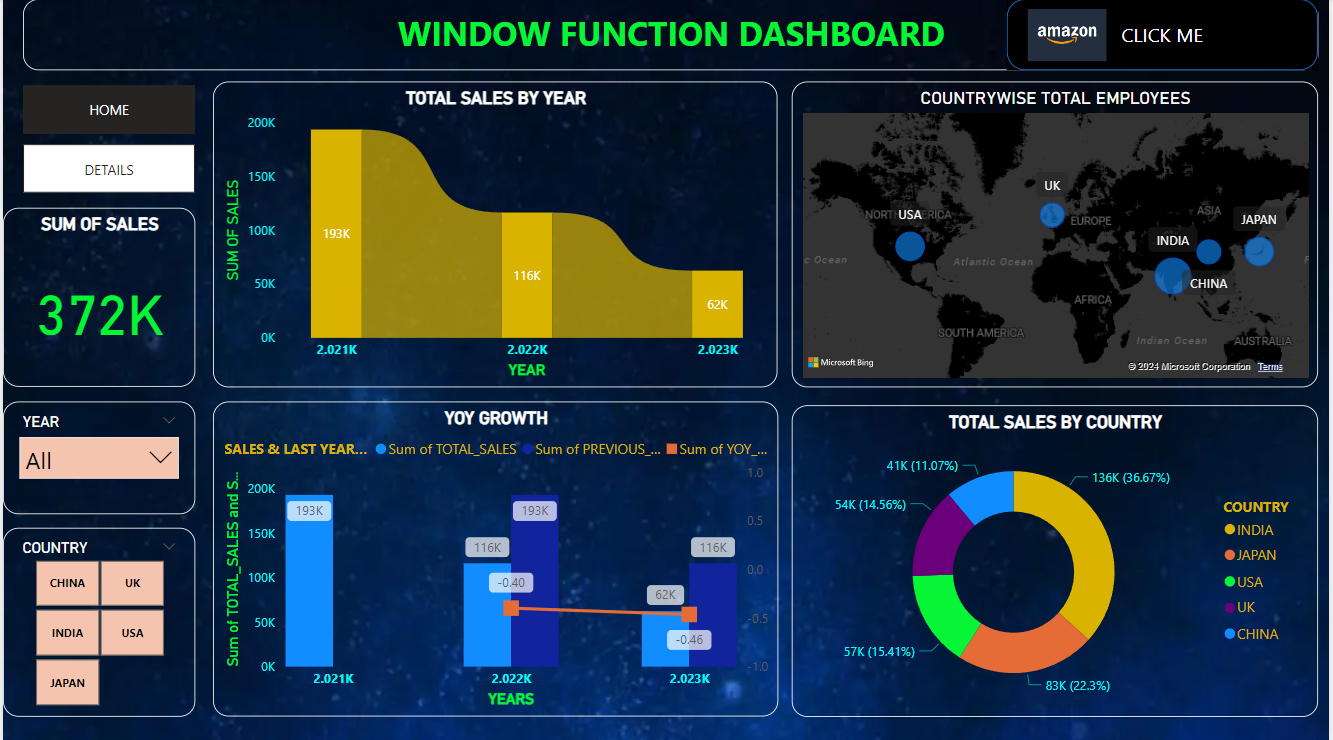 WINDOW FUNCTION DASHBOARD
amazon
CLICK ME
HOME
DETAILS
SUM OF SALES
372K
YEAR
All
COUNTRY
CHINA
UK
INDIA
USA
JAPAN
TOTAL SALES BY YEAR
SUM OF SALES
200K
150K
100K
50K
0K
193K
116K
62K
2.021K
2.022K
2.023K
YEAR
COUNTRYWISE TOTAL EMPLOYEES
UK
USA
NORTH AMERICA
EUROPE
ASIA
JAPAN
INDIA
CHINA
c Ocean
Atlantic Ocean
AFRICA
SOUTH AMERICA
Indian Ocean
AUSTRALIA
Microsoft Bing
© 2024 Microsoft Corporation Terms
YOY GROWTH
SALES & LAST YEAR... Sum of TOTAL_SALES Sum of PREVIOUS_... Sum of YOY_...
Sum of TOTAL_SALES and S...
200K
150K
100K
50K
0K
1.0
0.5
0.0
-0.5
-1.0
193K
116K
193K
-0.40
62K
116K
-0.46
2.021K
2.022K
2.023K
YEARS
TOTAL SALES BY COUNTRY
41K (11.07%)
136K (36.67%)
54K (14.56%)
57K (15.41%)
83K (22.3%)
COUNTRY
INDIA
JAPAN
USA
UK
CHINA